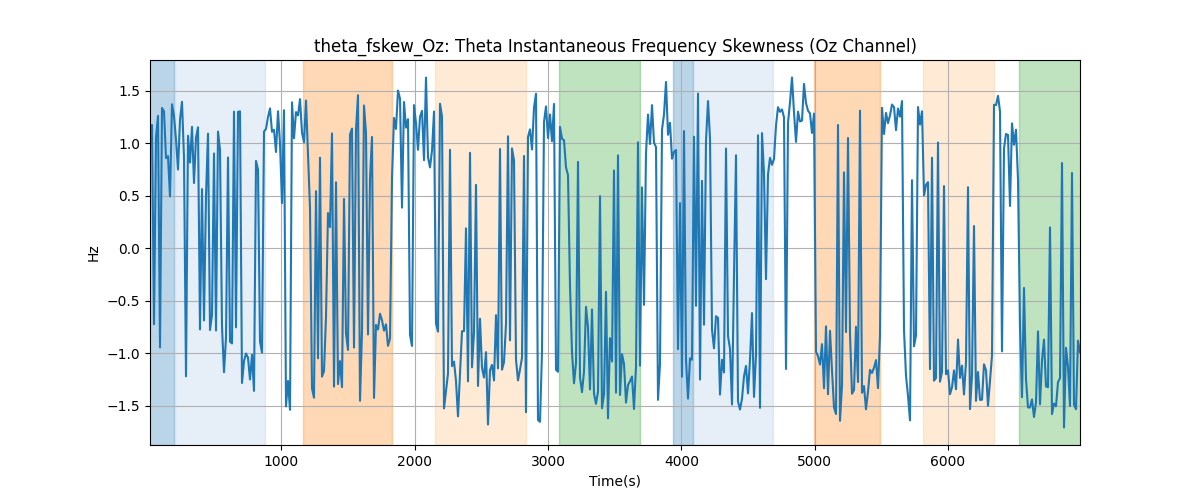 theta_fskew_Oz: Theta Instantaneous Frequency Skewness (Oz Channel)
1.5
1.0
0.5
0.0
−0.5
−1.0
−1.5
Hz
1000 2000 3000 4000 5000 6000
Time(s)